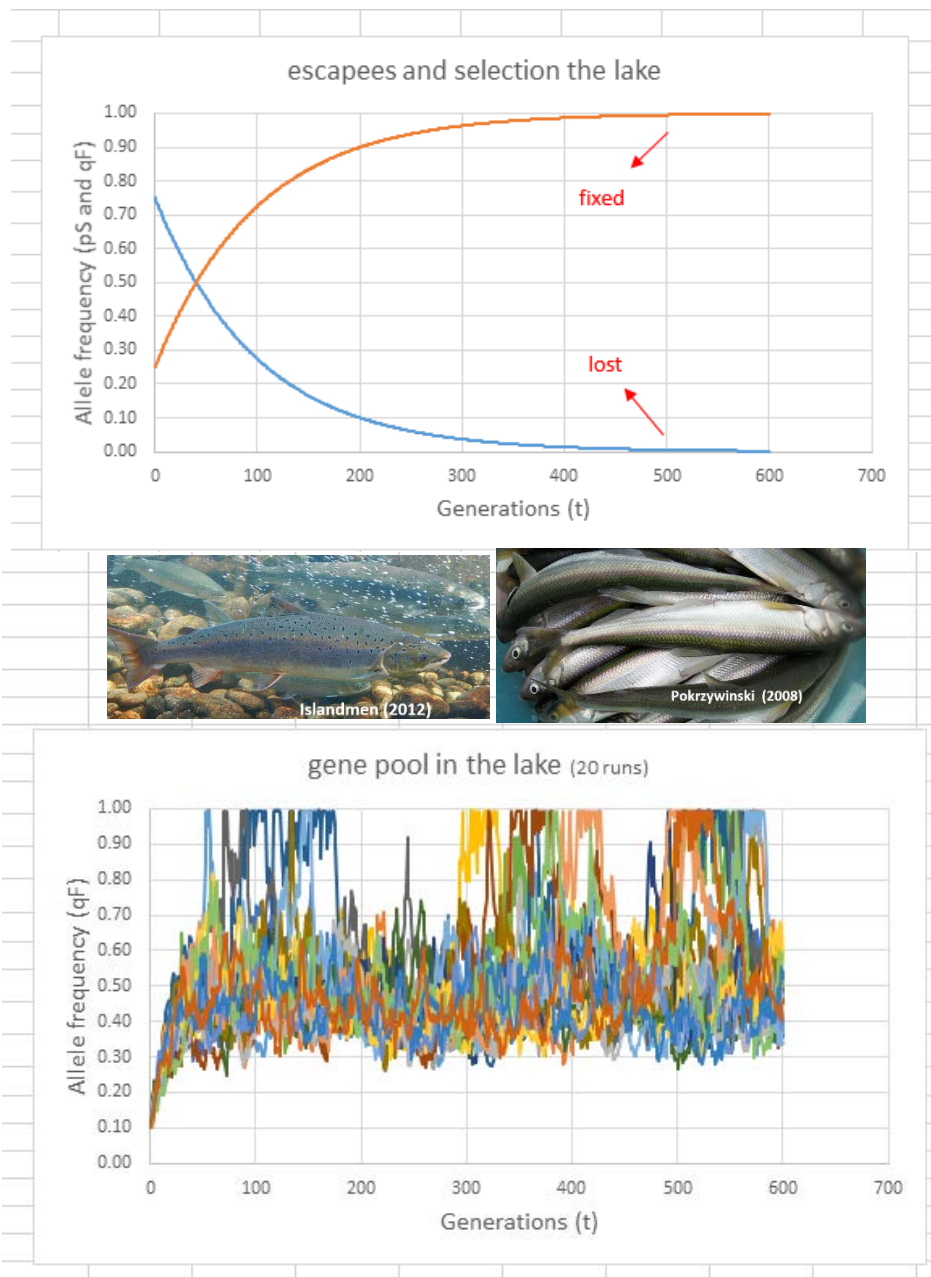 escapees and selection the lake
Allele frequency (pS and qF)
1.00
0.90
0.80
0.70
0.60
0.50
0.40
0.30
0.20
0.10
0.00
fixed
lost
0 100 200 300 400 500 600 700
Generations (t)
Islandmen (2012)
Pokrzywinski (2008)
gene pool in the lake (20 runs)
Allele frequency (qF)
1.00
0.90
0.80
0.70
0.60
0.50
0.40
0.30
0.20
0.10
0.00
0 100 200 300 400 500 600 700
Generations (t)